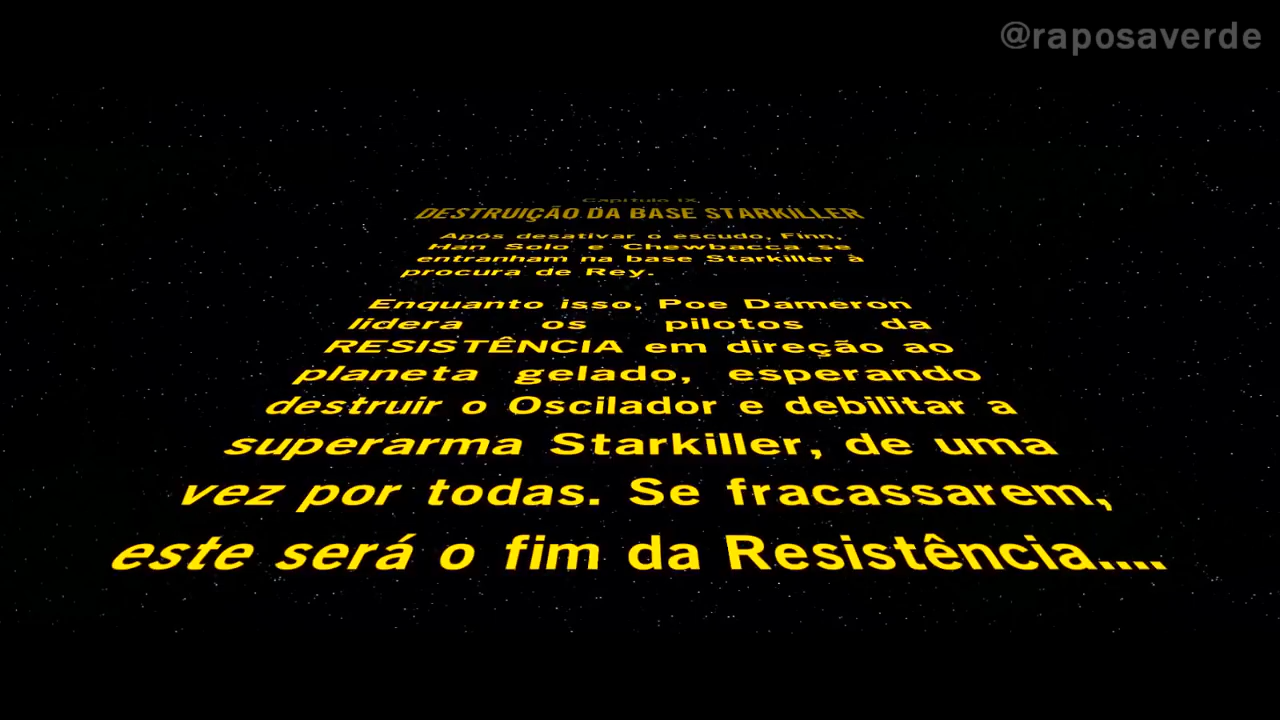 @raposaverde
Capítulo IX,
DESTRUIÇÃO DA BASE STARKILLER
Após desativar o escudo, Finn,
Han Solo e Chewbacca se
entranham na base Starkiller à
procura de Rey.
Enquanto isso, Poe Dameron
lidera os pilotos da
RESISTÊNCIA em direção ao
planeta gelado, esperando
destruir o Oscilador e debilitar a
superarma Starkiller, de uma
vez por todas. Se fracassarem,
este será o fim da Resistência....